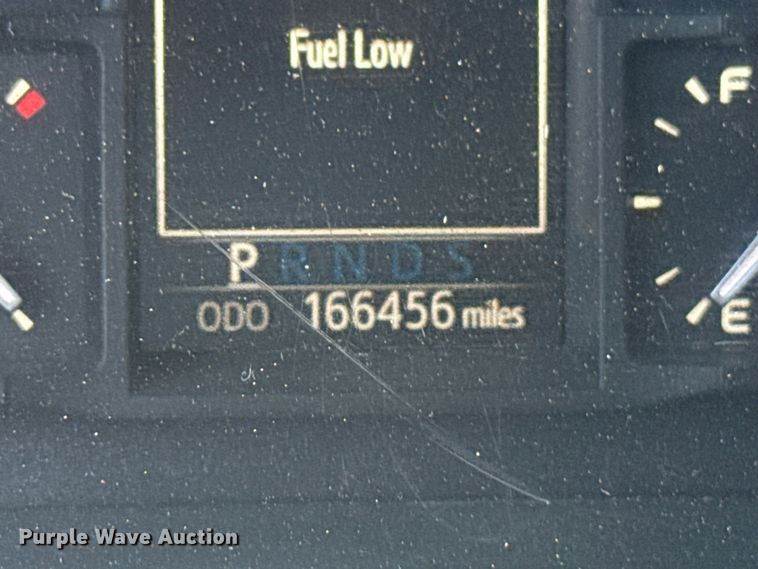 Fuel Low
F
P R N D S
ODO 166456 miles
E
Purple Wave Auction